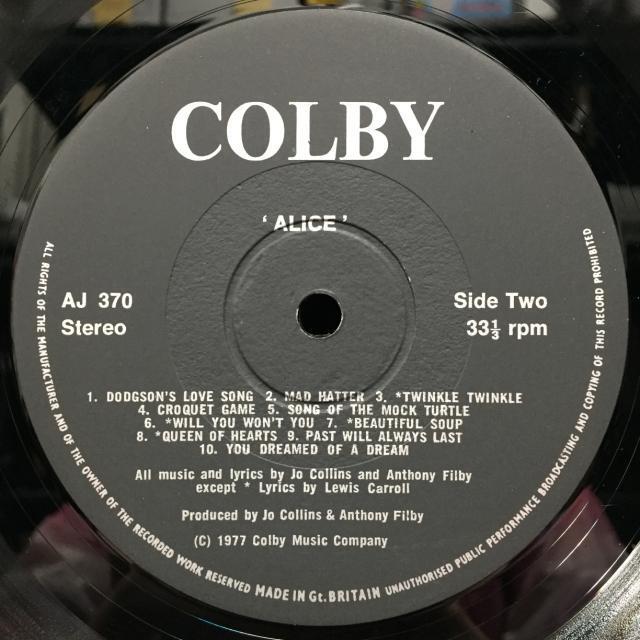 COLBY
‘ ALICE ’
AJ 370
Stereo
Side Two
33⅓ rpm
1. DODGSON'S LOVE SONG 2. MAD HATTER 3. *TWINKLE TWINKLE
4. CROQUET GAME 5. SONG OF THE MOCK TURTLE
6. *WILL YOU WON'T YOU 7. *BEAUTIFUL SOUP
8. *QUEEN OF HEARTS 9. PAST WILL ALWAYS LAST
10. YOU DREAMED OF A DREAM
All music and lyrics by Jo Collins and Anthony Filby
except * Lyrics by Lewis Carroll
Produced by Jo Collins & Anthony Filby
(C) 1977 Colby Music Company
ALL RIGHTS OF THE MANUFACTURER AND OF THE OWNER OF THE RECORDED WORK RESERVED MADE IN Gt. BRITAIN UNAUTHORISED PUBLIC PERFORMANCE BROADCASTING AND COPYING OF THIS RECORD PROHIBITED